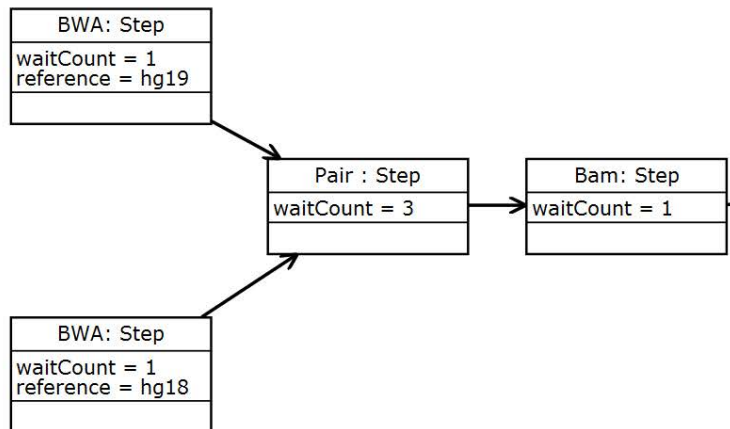 BWA: Step
waitCount = 1
reference = hg19
Pair : Step
waitCount = 3
Bam: Step
waitCount = 1
BWA: Step
waitCount = 1
reference = hg18